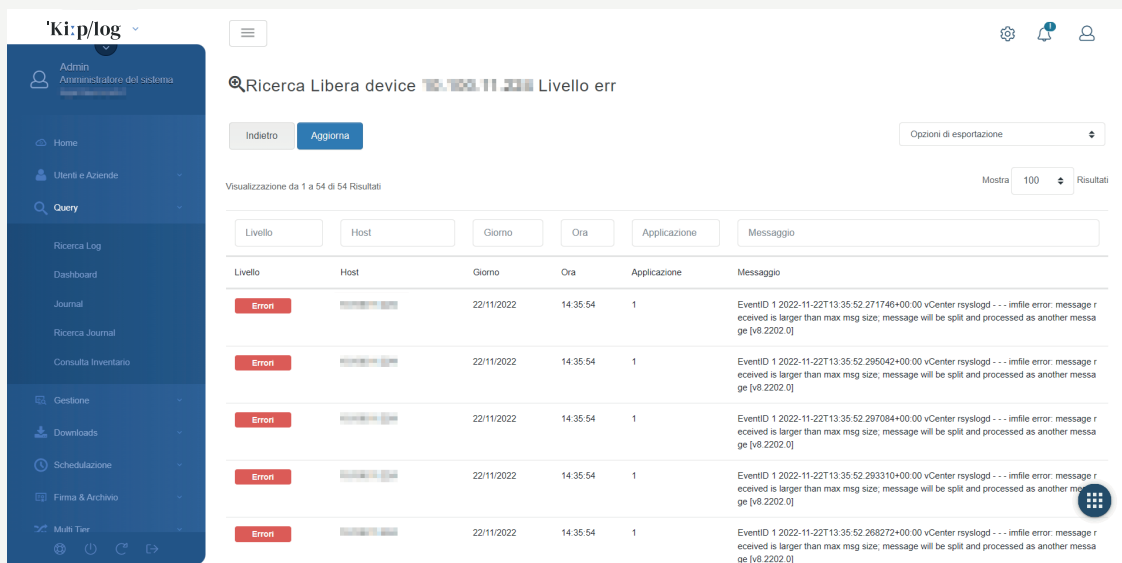 'Ki:p/log
1
Admin
Amministratore del sistema
Ricerca Libera device Livello err
Indietro
Aggiorna
Opzioni di esportazione
Visualizzazione da 1 a 54 di 54 Risultati
Mostra 100 Risultati
Home
Utenti e Aziende
Query
Ricerca Log
Dashboard
Journal
Ricerca Journal
Consulta Inventario
Gestione
Downloads
Schedulazione
Firma & Archivio
Multi Tier
Livello Host Giorno Ora Applicazione Messaggio
Livello Host Giorno Ora Applicazione Messaggio
Errori 22/11/2022 14:35:54 1 EventID 1 2022-11-22T13:35:52.271746+00:00 vCenter rsyslogd - - - imfile error: message r
eceived is larger than max msg size; message will be split and processed as another messa
ge [v8.2202.0]
Errori 22/11/2022 14:35:54 1 EventID 1 2022-11-22T13:35:52.295042+00:00 vCenter rsyslogd - - - imfile error: message r
eceived is larger than max msg size; message will be split and processed as another messa
ge [v8.2202.0]
Errori 22/11/2022 14:35:54 1 EventID 1 2022-11-22T13:35:52.297084+00:00 vCenter rsyslogd - - - imfile error: message r
eceived is larger than max msg size; message will be split and processed as another messa
ge [v8.2202.0]
Errori 22/11/2022 14:35:54 1 EventID 1 2022-11-22T13:35:52.293310+00:00 vCenter rsyslogd - - - imfile error: message r
eceived is larger than max msg size; message will be split and processed as another
ge [v8.2202.0]
Errori 22/11/2022 14:35:54 1 EventID 1 2022-11-22T13:35:52.268272+00:00 vCenter rsyslogd - - - imfile error: message r
eceived is larger than max msg size; message will be split and processed as another messa
ge [v8.2202.0]